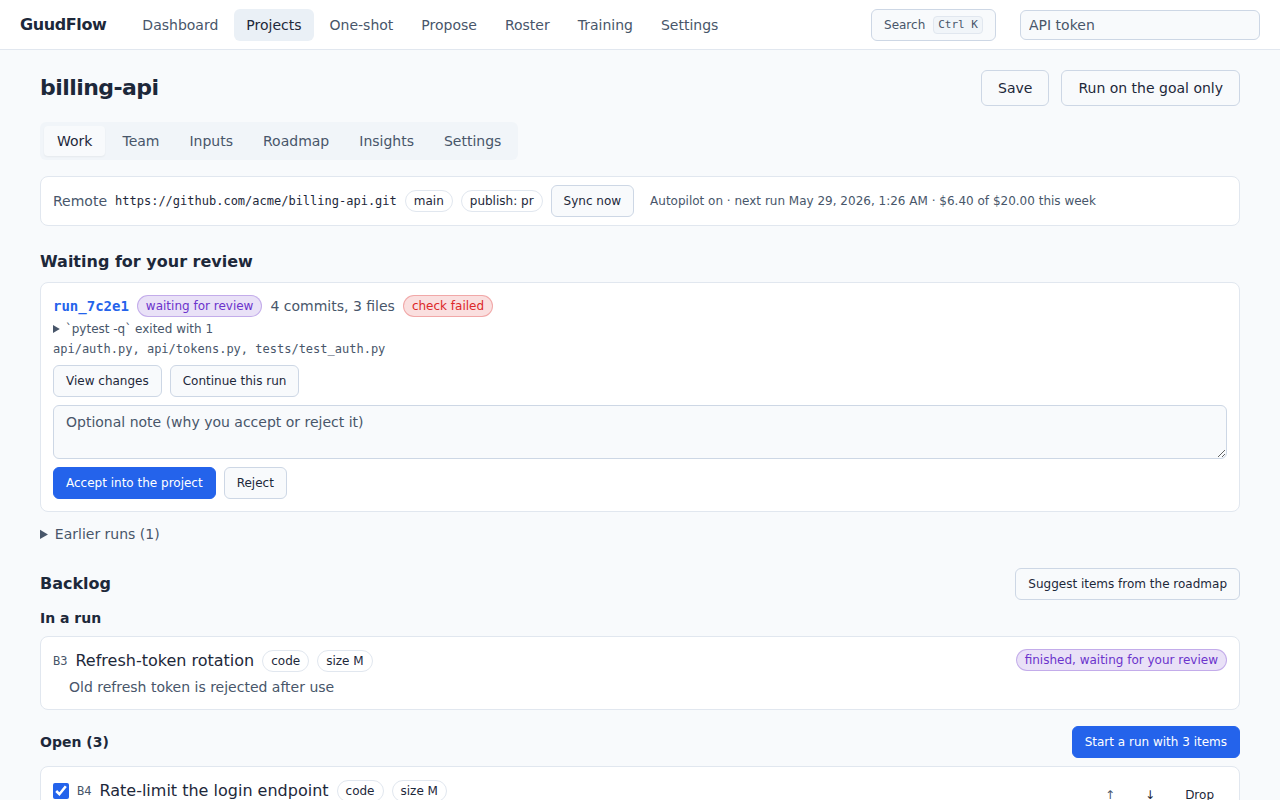 GuudFlow Dashboard Projects One-shot Propose Roster Training Settings Search Ctrl K API token
billing-api Save Run on the goal only
Work Team Inputs Roadmap Insights Settings
Remote https://github.com/acme/billing-api.git main publish: pr Sync now Autopilot on · next run May 29, 2026, 1:26 AM · $6.40 of $20.00 this week
Waiting for your review
run_7c2e1 waiting for review 4 commits, 3 files check failed
`pytest -q` exited with 1
api/auth.py, api/tokens.py, tests/test_auth.py
View changes Continue this run
Optional note (why you accept or reject it)
Accept into the project Reject
Earlier runs (1)
Backlog Suggest items from the roadmap
In a run
B3 Refresh-token rotation code size M finished, waiting for your review
Old refresh token is rejected after use
Open (3) Start a run with 3 items
B4 Rate-limit the login endpoint code size M ↑ ↓ Drop